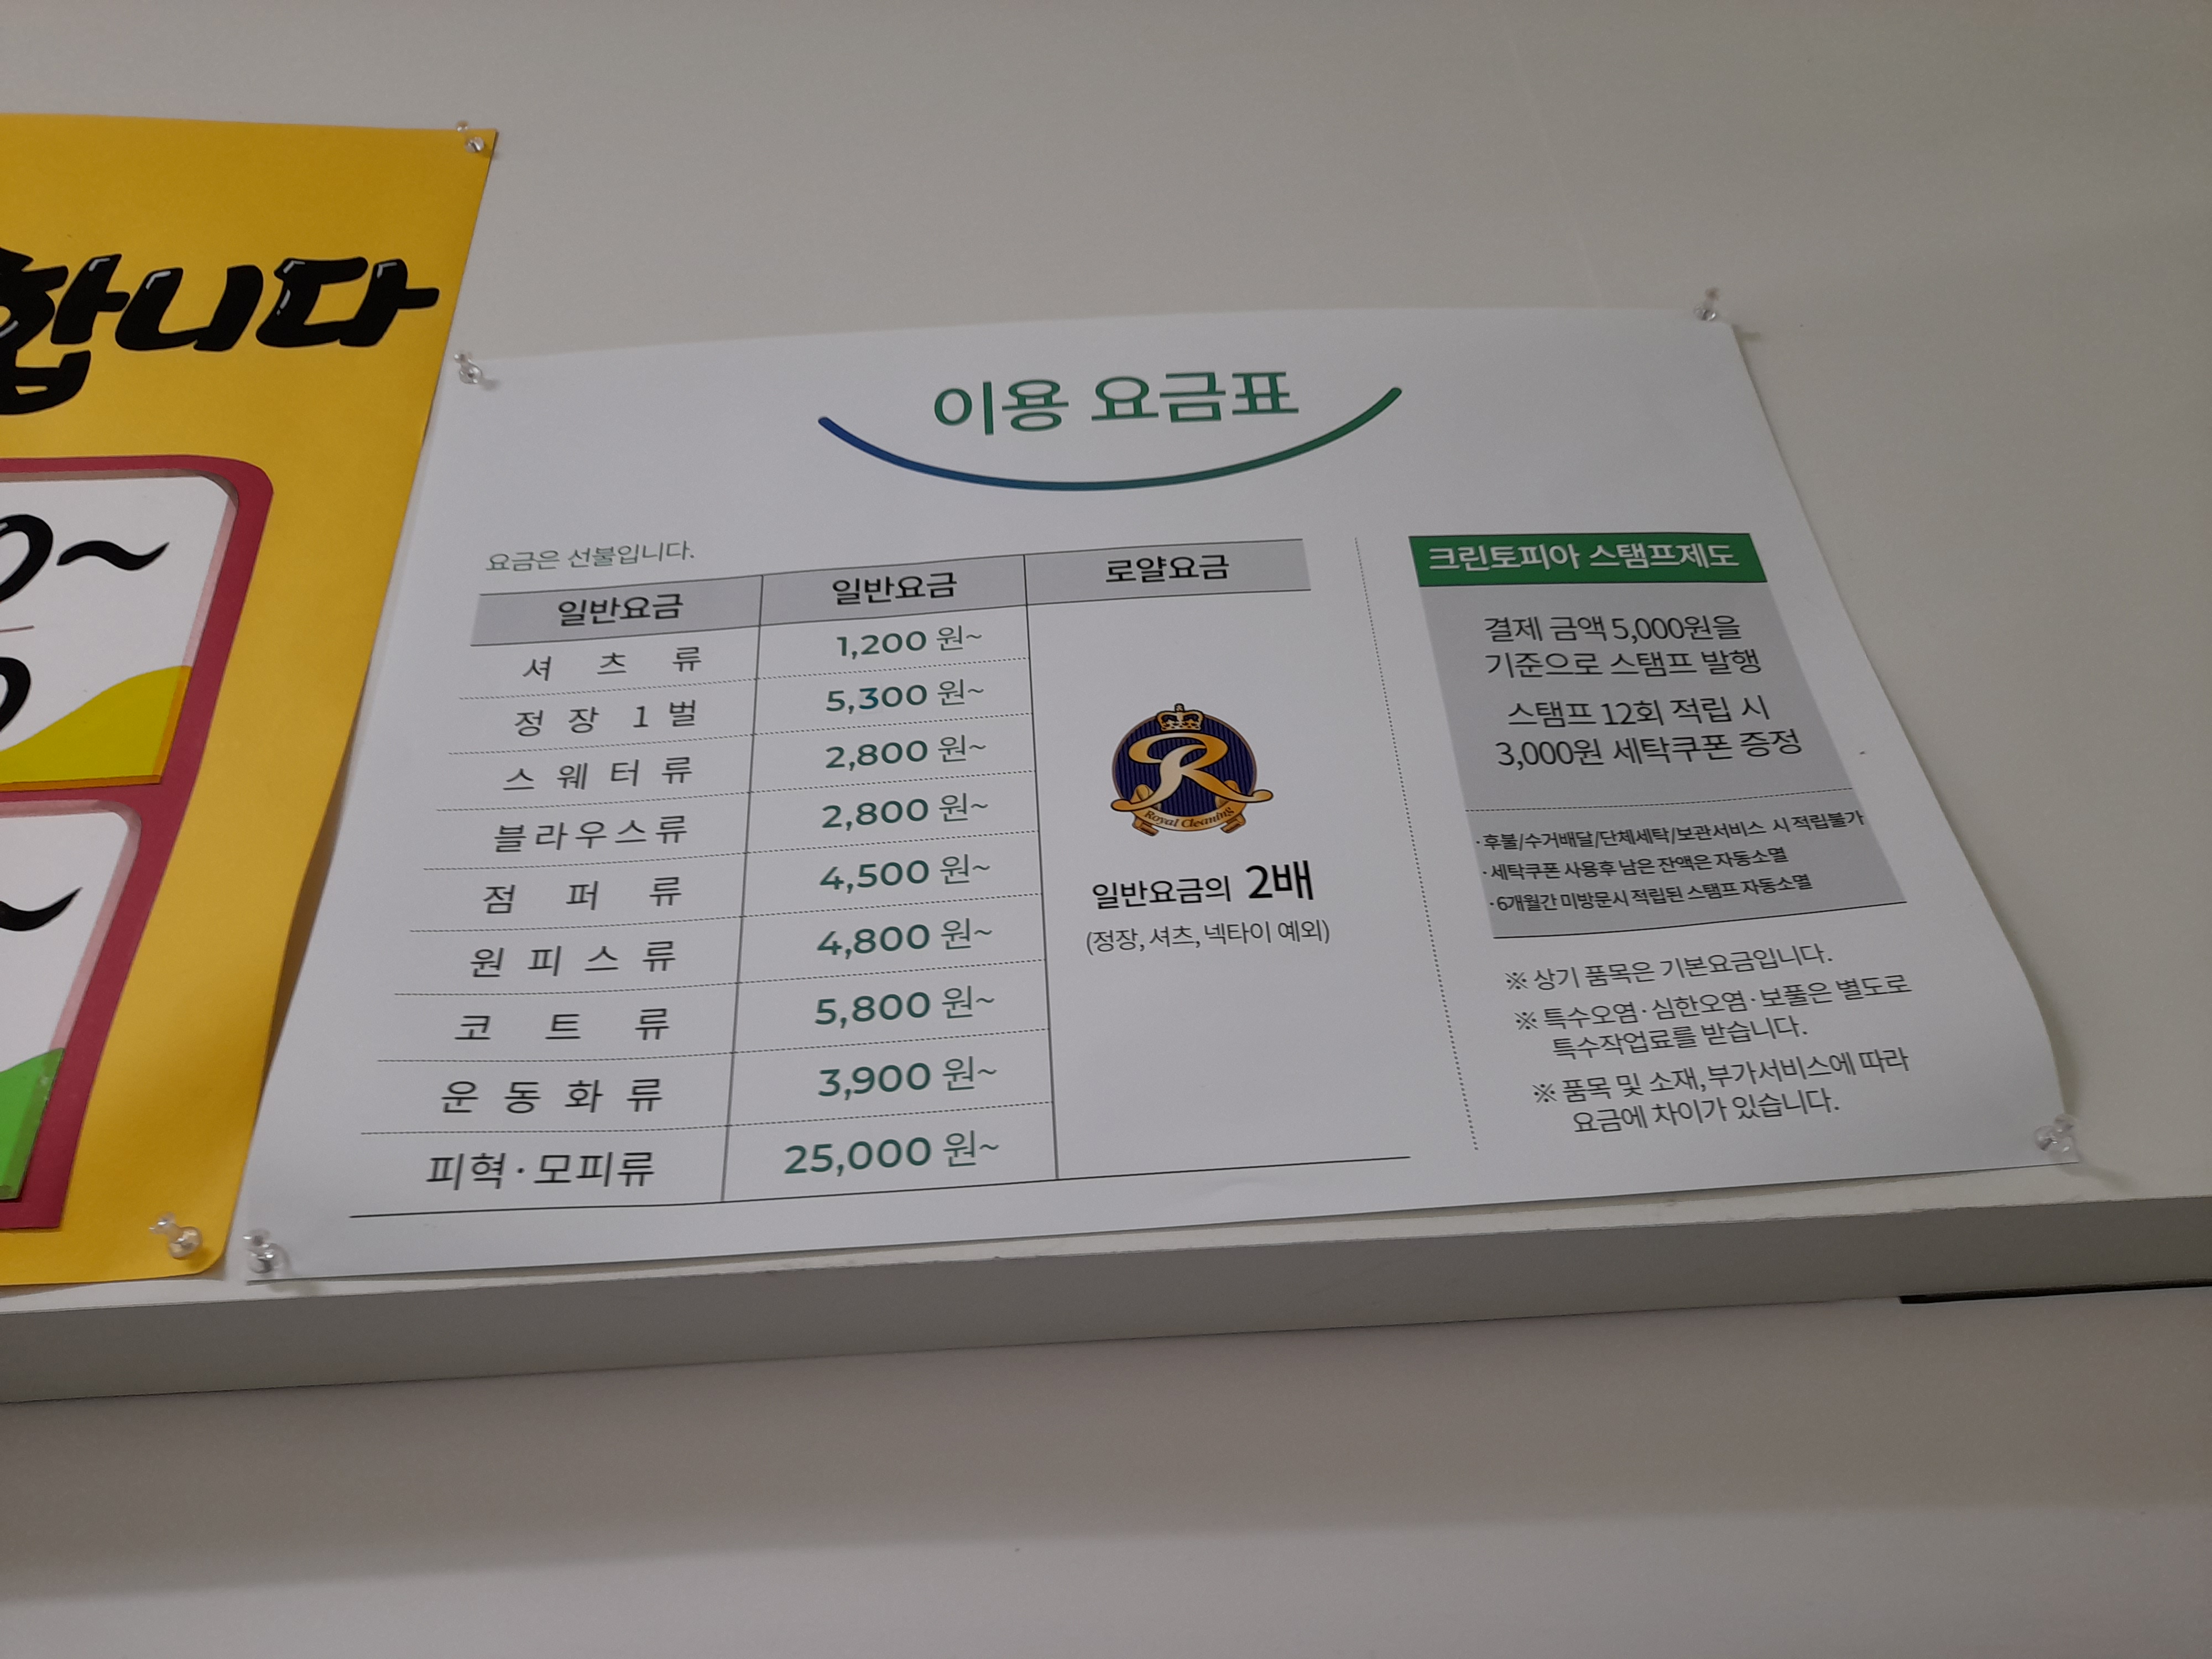 합니다
이용 요금표
요금은 선불입니다.
일반요금 일반요금 로얄요금
셔 츠 류 1,200 원~
정 장 1 벌 5,300 원~
스 웨 터 류 2,800 원~
블라우스류 2,800 원~
점 퍼 류 4,500 원~
원 피 스 류 4,800 원~
코 트 류 5,800 원~
운 동 화 류 3,900 원~
피혁·모피류 25,000 원~
R
Royal Cleaning
일반요금의 2배
(정장, 셔츠, 넥타이 예외)
크린토피아 스탬프제도
결제 금액 5,000원을
기준으로 스탬프 발행
스탬프 12회 적립 시
3,000원 세탁쿠폰 증정
·후불/수거배달/단체세탁/보관서비스 시 적립불가
·세탁쿠폰 사용후 남은 잔액은 자동소멸
·6개월간 미방문시 적립된 스탬프 자동소멸
※ 상기 품목은 기본요금입니다.
※ 특수오염·심한오염·보풀은 별도로
특수작업료를 받습니다.
※ 품목 및 소재,부가서비스에 따라
요금에 차이가 있습니다.